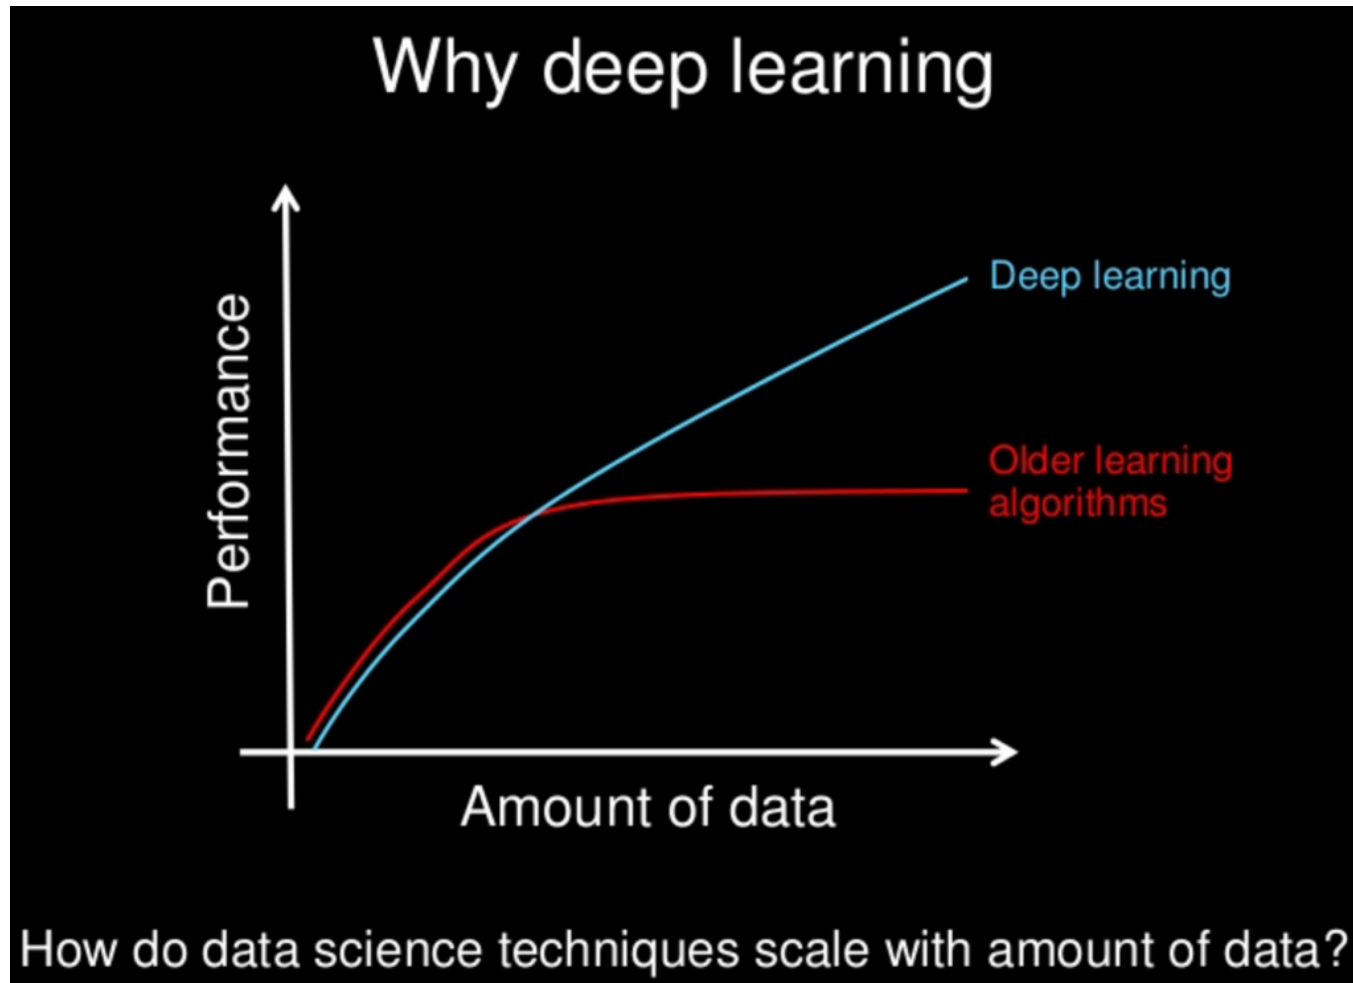 Why deep learning
Performance
Deep learning
Older learning
algorithms
Amount of data
How do data science techniques scale with amount of data?